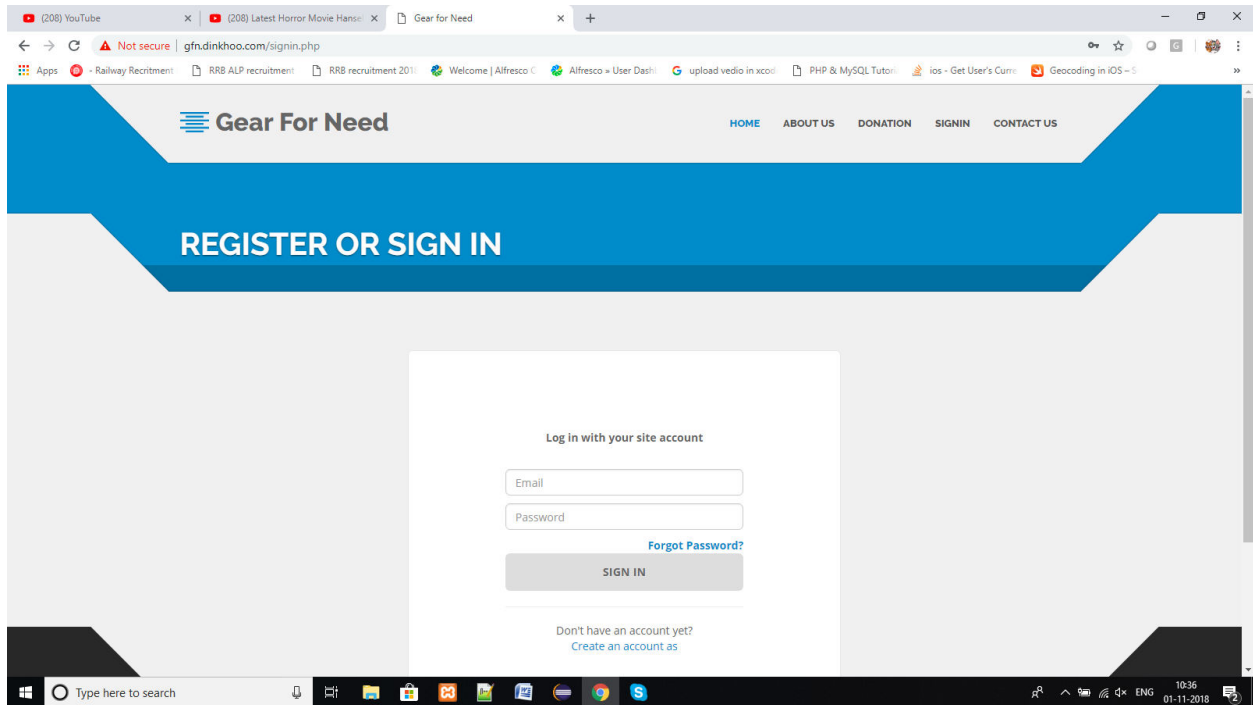 (208) YouTube
(208) Latest Horror Movie Hanse
Gear for Need
Not secure
gfn.dinkhoo.com/signin.php
Apps
- Railway Recritment
RRB ALP recruitment
RRB recruitment 201
Welcome | Alfresco C
Alfresco » User Dash
upload vedio in xcod
PHP & MySQL Tutori
ios - Get User's Curre
Geocoding in iOS – S
Gear For Need
HOME ABOUT US DONATION SIGNIN CONTACT US
REGISTER OR SIGN IN
Log in with your site account
Email
Password
Forgot Password?
SIGN IN
Don't have an account yet?
Create an account as
Type here to search
ENG
10:36
01-11-2018
2